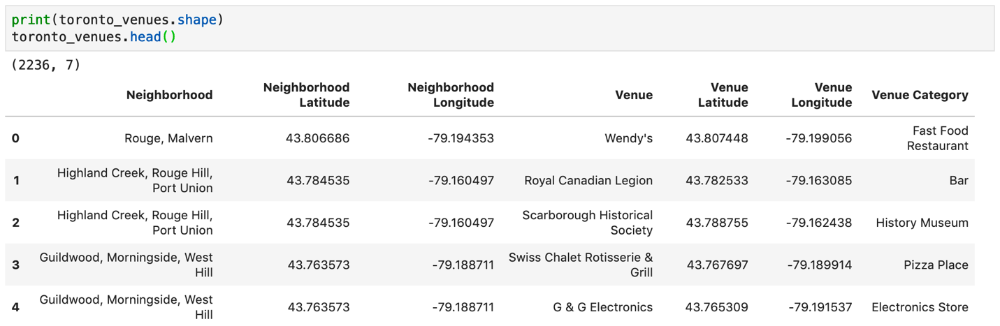 print(toronto_venues.shape)
toronto_venues.head()
(2236, 7)
Neighborhood Neighborhood Latitude Neighborhood Longitude Venue Venue Latitude Venue Longitude Venue Category
0 Rouge, Malvern 43.806686 -79.194353 Wendy's 43.807448 -79.199056 Fast Food Restaurant
1 Highland Creek, Rouge Hill, Port Union 43.784535 -79.160497 Royal Canadian Legion 43.782533 -79.163085 Bar
2 Highland Creek, Rouge Hill, Port Union 43.784535 -79.160497 Scarborough Historical Society 43.788755 -79.162438 History Museum
3 Guildwood, Morningside, West Hill 43.763573 -79.188711 Swiss Chalet Rotisserie & Grill 43.767697 -79.189914 Pizza Place
4 Guildwood, Morningside, West Hill 43.763573 -79.188711 G & G Electronics 43.765309 -79.191537 Electronics Store